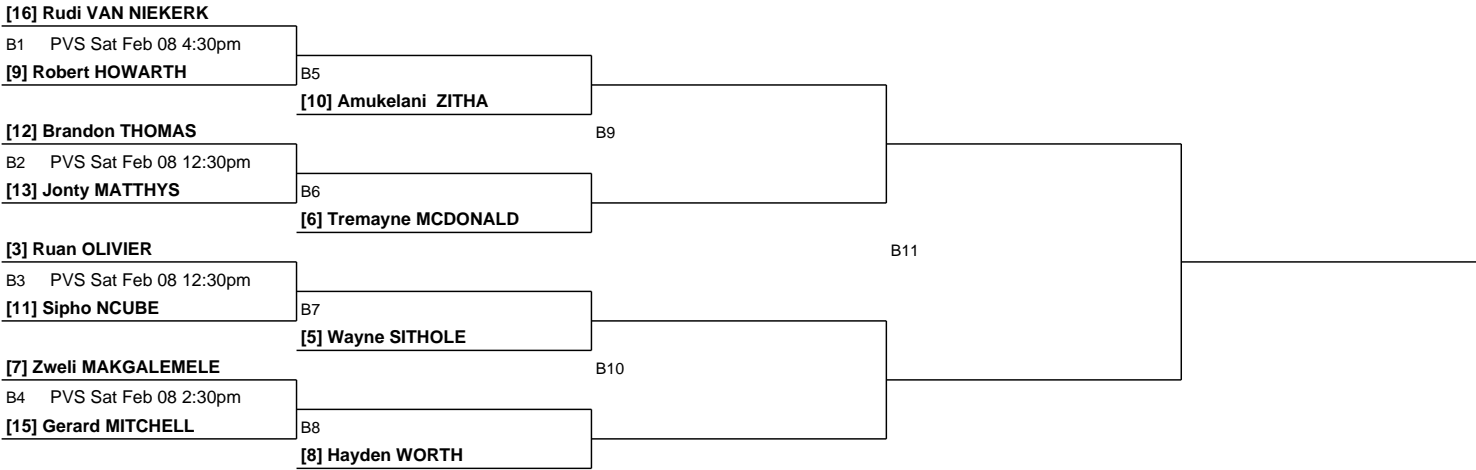 [16] Rudi VAN NIEKERK
B1 PVS Sat Feb 08 4:30pm
[9] Robert HOWARTH
B5
[10] Amukelani ZITHA
[12] Brandon THOMAS
B9
B2 PVS Sat Feb 08 12:30pm
[13] Jonty MATTHYS
B6
[6] Tremayne MCDONALD
[3] Ruan OLIVIER
B11
B3 PVS Sat Feb 08 12:30pm
[11] Sipho NCUBE
B7
[5] Wayne SITHOLE
[7] Zweli MAKGALEMELE
B10
B4 PVS Sat Feb 08 2:30pm
[15] Gerard MITCHELL
B8
[8] Hayden WORTH